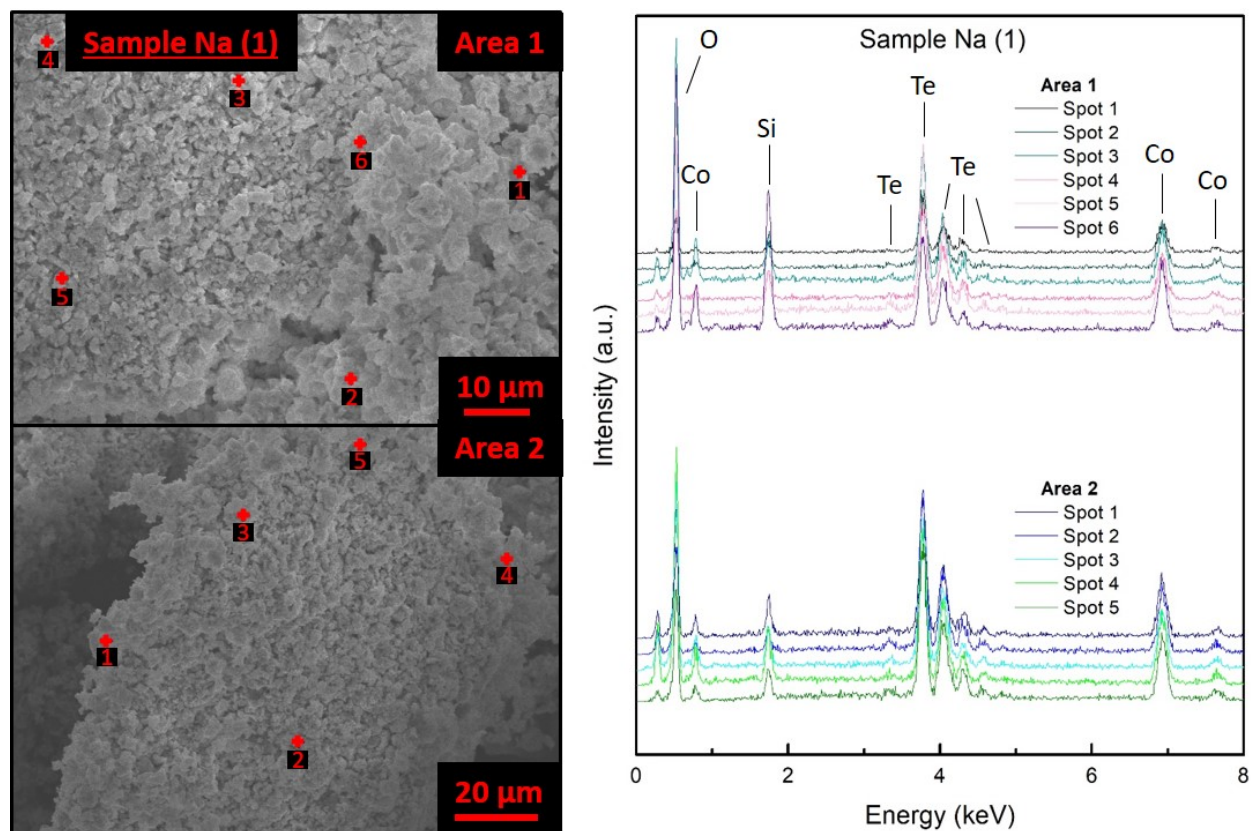 Sample Na (1)
Area 1
4
3
6
1
5
2
10 µm
Area 2
5
3
4
1
2
20 µm
Sample Na (1)
O
Te
Si
Co
Te
Te
Co
Co
Area 1
Spot 1
Spot 2
Spot 3
Spot 4
Spot 5
Spot 6
Area 2
Spot 1
Spot 2
Spot 3
Spot 4
Spot 5
Intensity (a.u.)
0 2 4 6 8
Energy (keV)